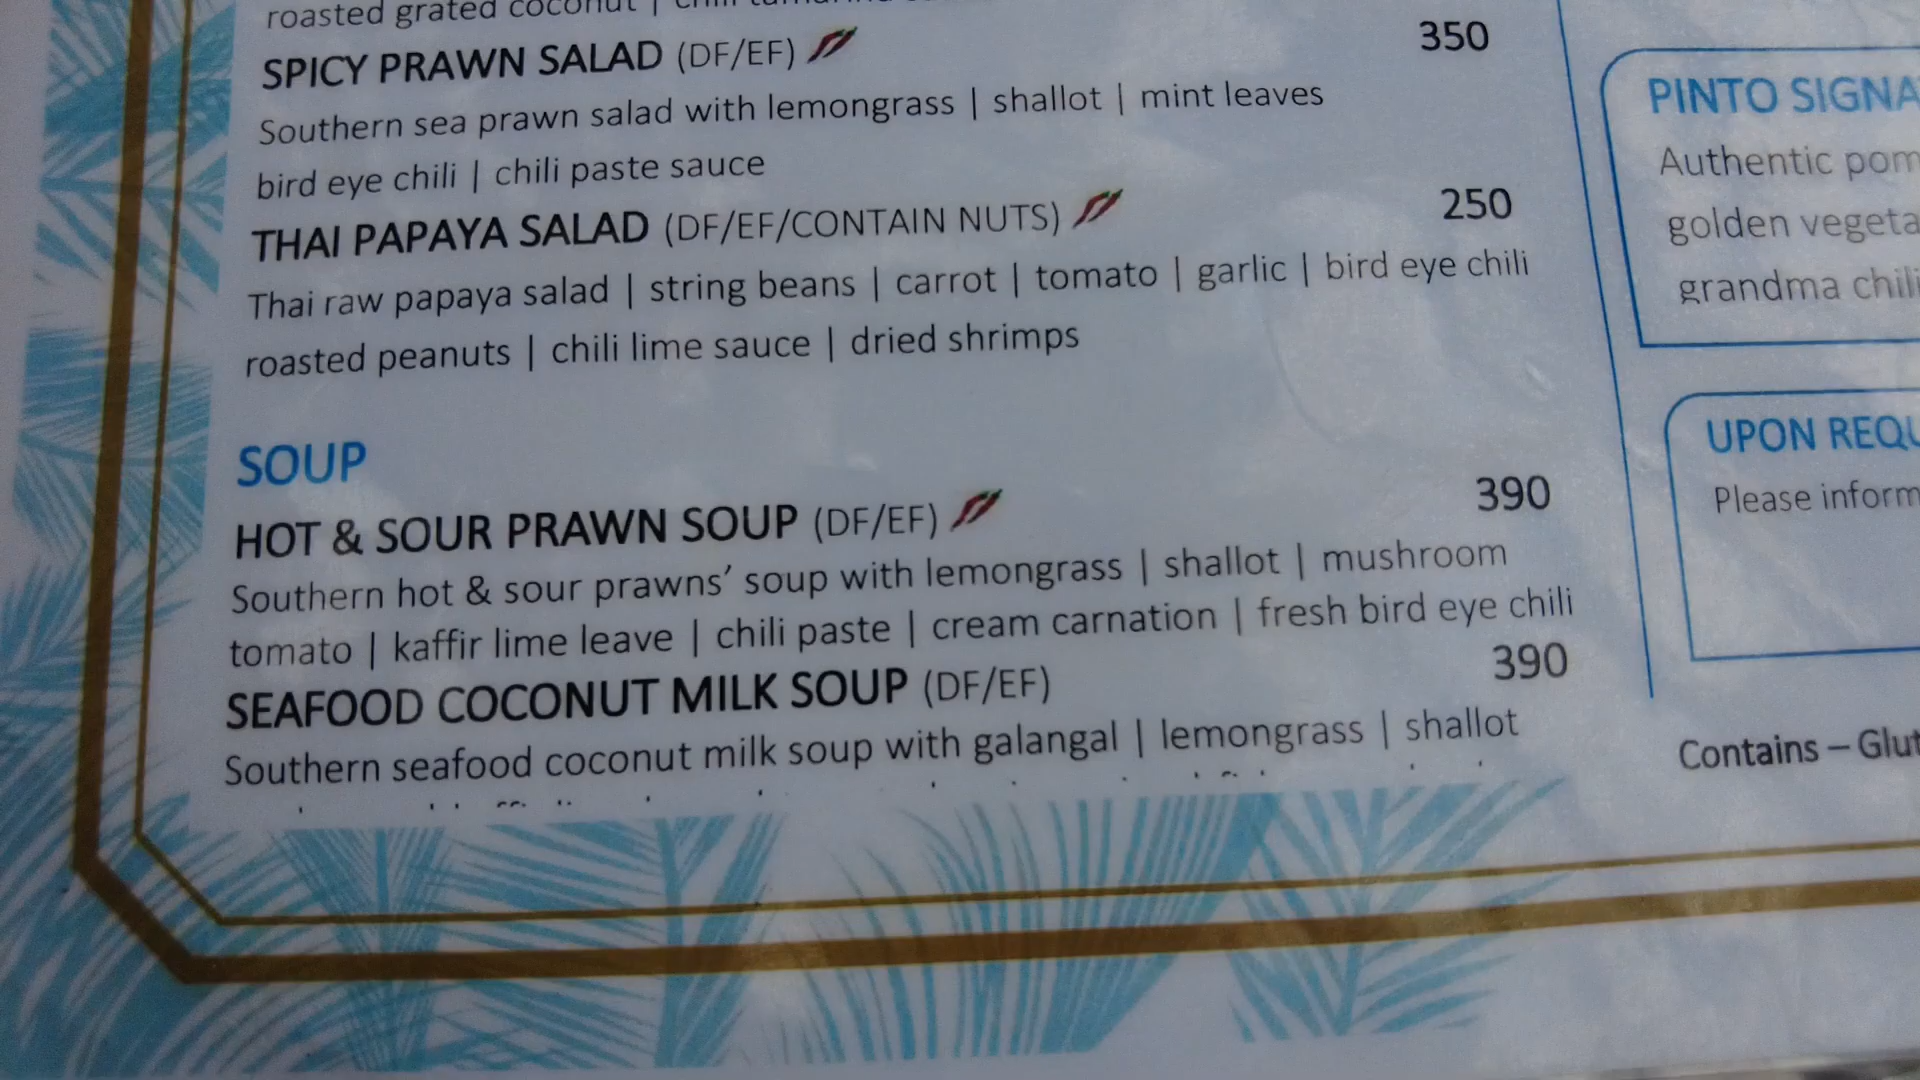 roasted grated coconut |
SPICY PRAWN SALAD (DF/EF) 350
Southern sea prawn salad with lemongrass | shallot | mint leaves
bird eye chili | chili paste sauce
THAI PAPAYA SALAD (DF/EF/CONTAIN NUTS) 250
Thai raw papaya salad | string beans | carrot | tomato | garlic | bird eye chili
roasted peanuts | chili lime sauce | dried shrimps
SOUP
HOT & SOUR PRAWN SOUP (DF/EF) 390
Southern hot & sour prawns’ soup with lemongrass | shallot | mushroom
tomato | kaffir lime leave | chili paste | cream carnation | fresh bird eye chili
SEAFOOD COCONUT MILK SOUP (DF/EF) 390
Southern seafood coconut milk soup with galangal | lemongrass | shallot
PINTO SIGNA
Authentic pom
golden vegeta
grandma chili
UPON REQU
Please inform
Contains – Glut